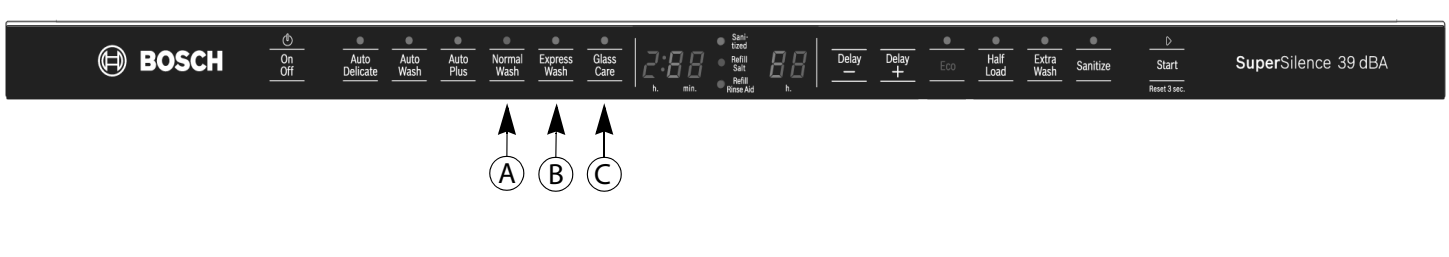 BOSCH
On
Off
Auto
Delicate
Auto
Wash
Auto
Plus
Normal
Wash
Express
Wash
Glass
Care
2:88
h.
min.
Sani-
tized
Refill
Salt
Refill
Rinse Aid
88
h.
Delay
–
Delay
+
Eco
Half
Load
Extra
Wash
Sanitize
Start
Reset 3 sec.
SuperSilence 39 dBA
A
B
C